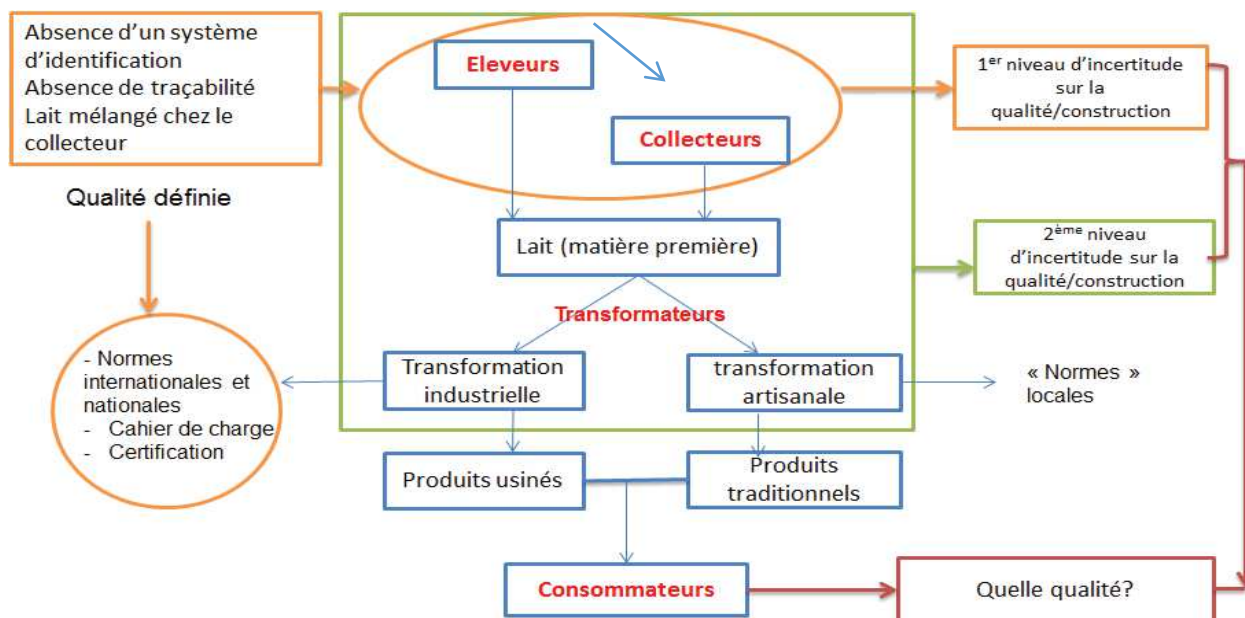 Absence d'un système
d'identification
Absence de traçabilité
Lait mélangé chez le
collecteur
Eleveurs
Collecteurs
1er niveau d'incertitude
sur la
qualité/construction
Qualité définie
Lait (matière première)
2ème niveau
d'incertitude sur la
qualité/construction
Transformateurs
- Normes
internationales et
nationales
- Cahier de charge
- Certification
Transformation
industrielle
transformation
artisanale
« Normes »
locales
Produits usinés
Produits
traditionnels
Consommateurs
Quelle qualité?